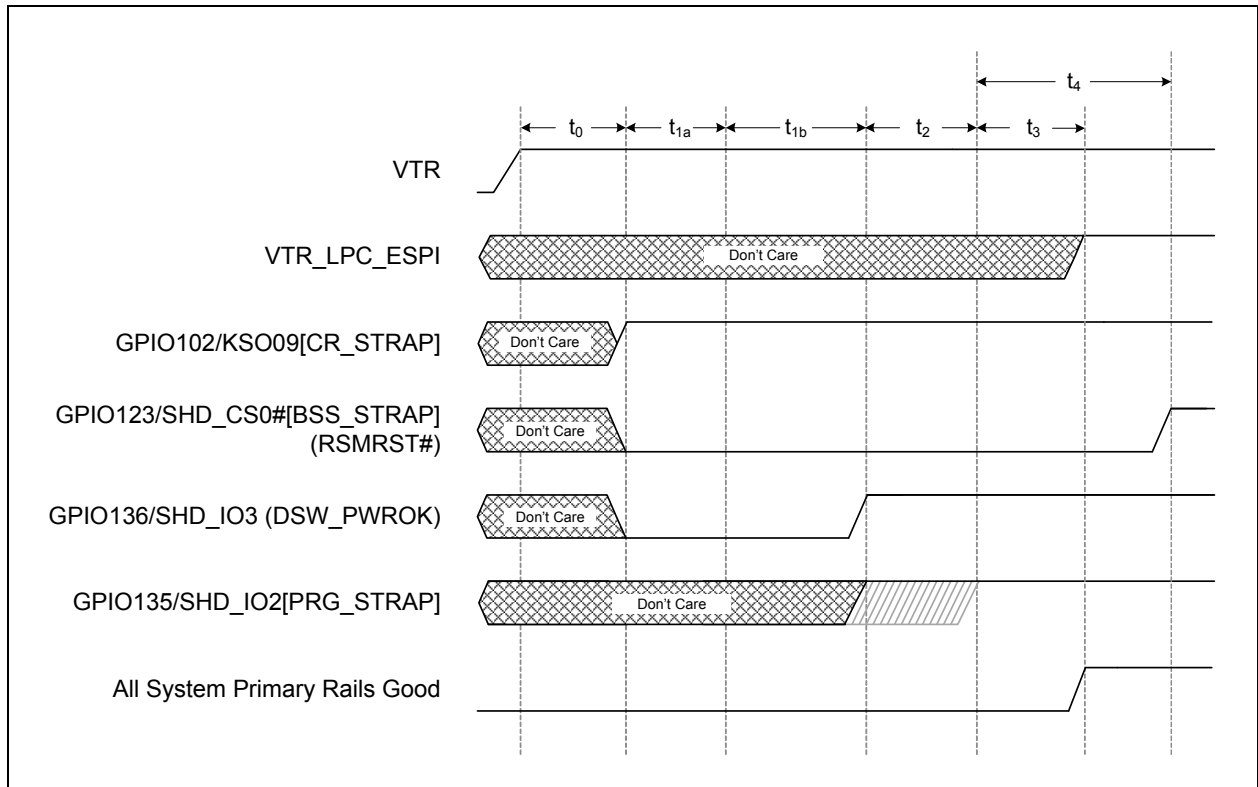 t4
t0 t1a t1b t2 t3
VTR
VTR_LPC_ESPI
Don't Care
GPIO102/KSO09[CR_STRAP]
Don't Care
GPIO123/SHD_CS0#[BSS_STRAP]
(RSMRST#)
Don't Care
GPIO136/SHD_IO3 (DSW_PWROK)
Don't Care
GPIO135/SHD_IO2[PRG_STRAP]
Don't Care
All System Primary Rails Good